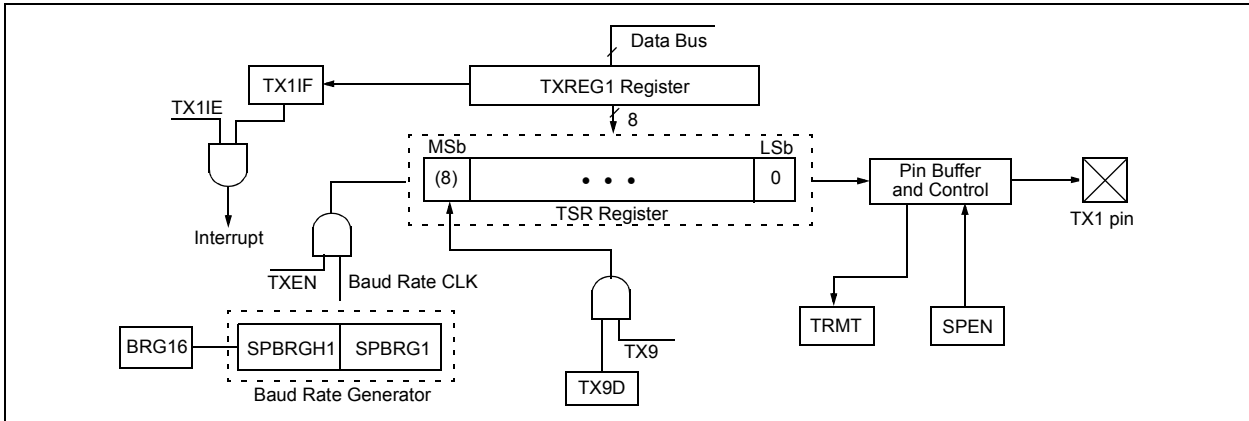 Data Bus
TX1IF
TXREG1 Register
TX1IE
8
MSb
LSb
(8)
• • •
0
Pin Buffer
and Control
TSR Register
TX1 pin
Interrupt
TXEN
Baud Rate CLK
TRMT
SPEN
BRG16
SPBRGH1
SPBRG1
TX9
TX9D
Baud Rate Generator